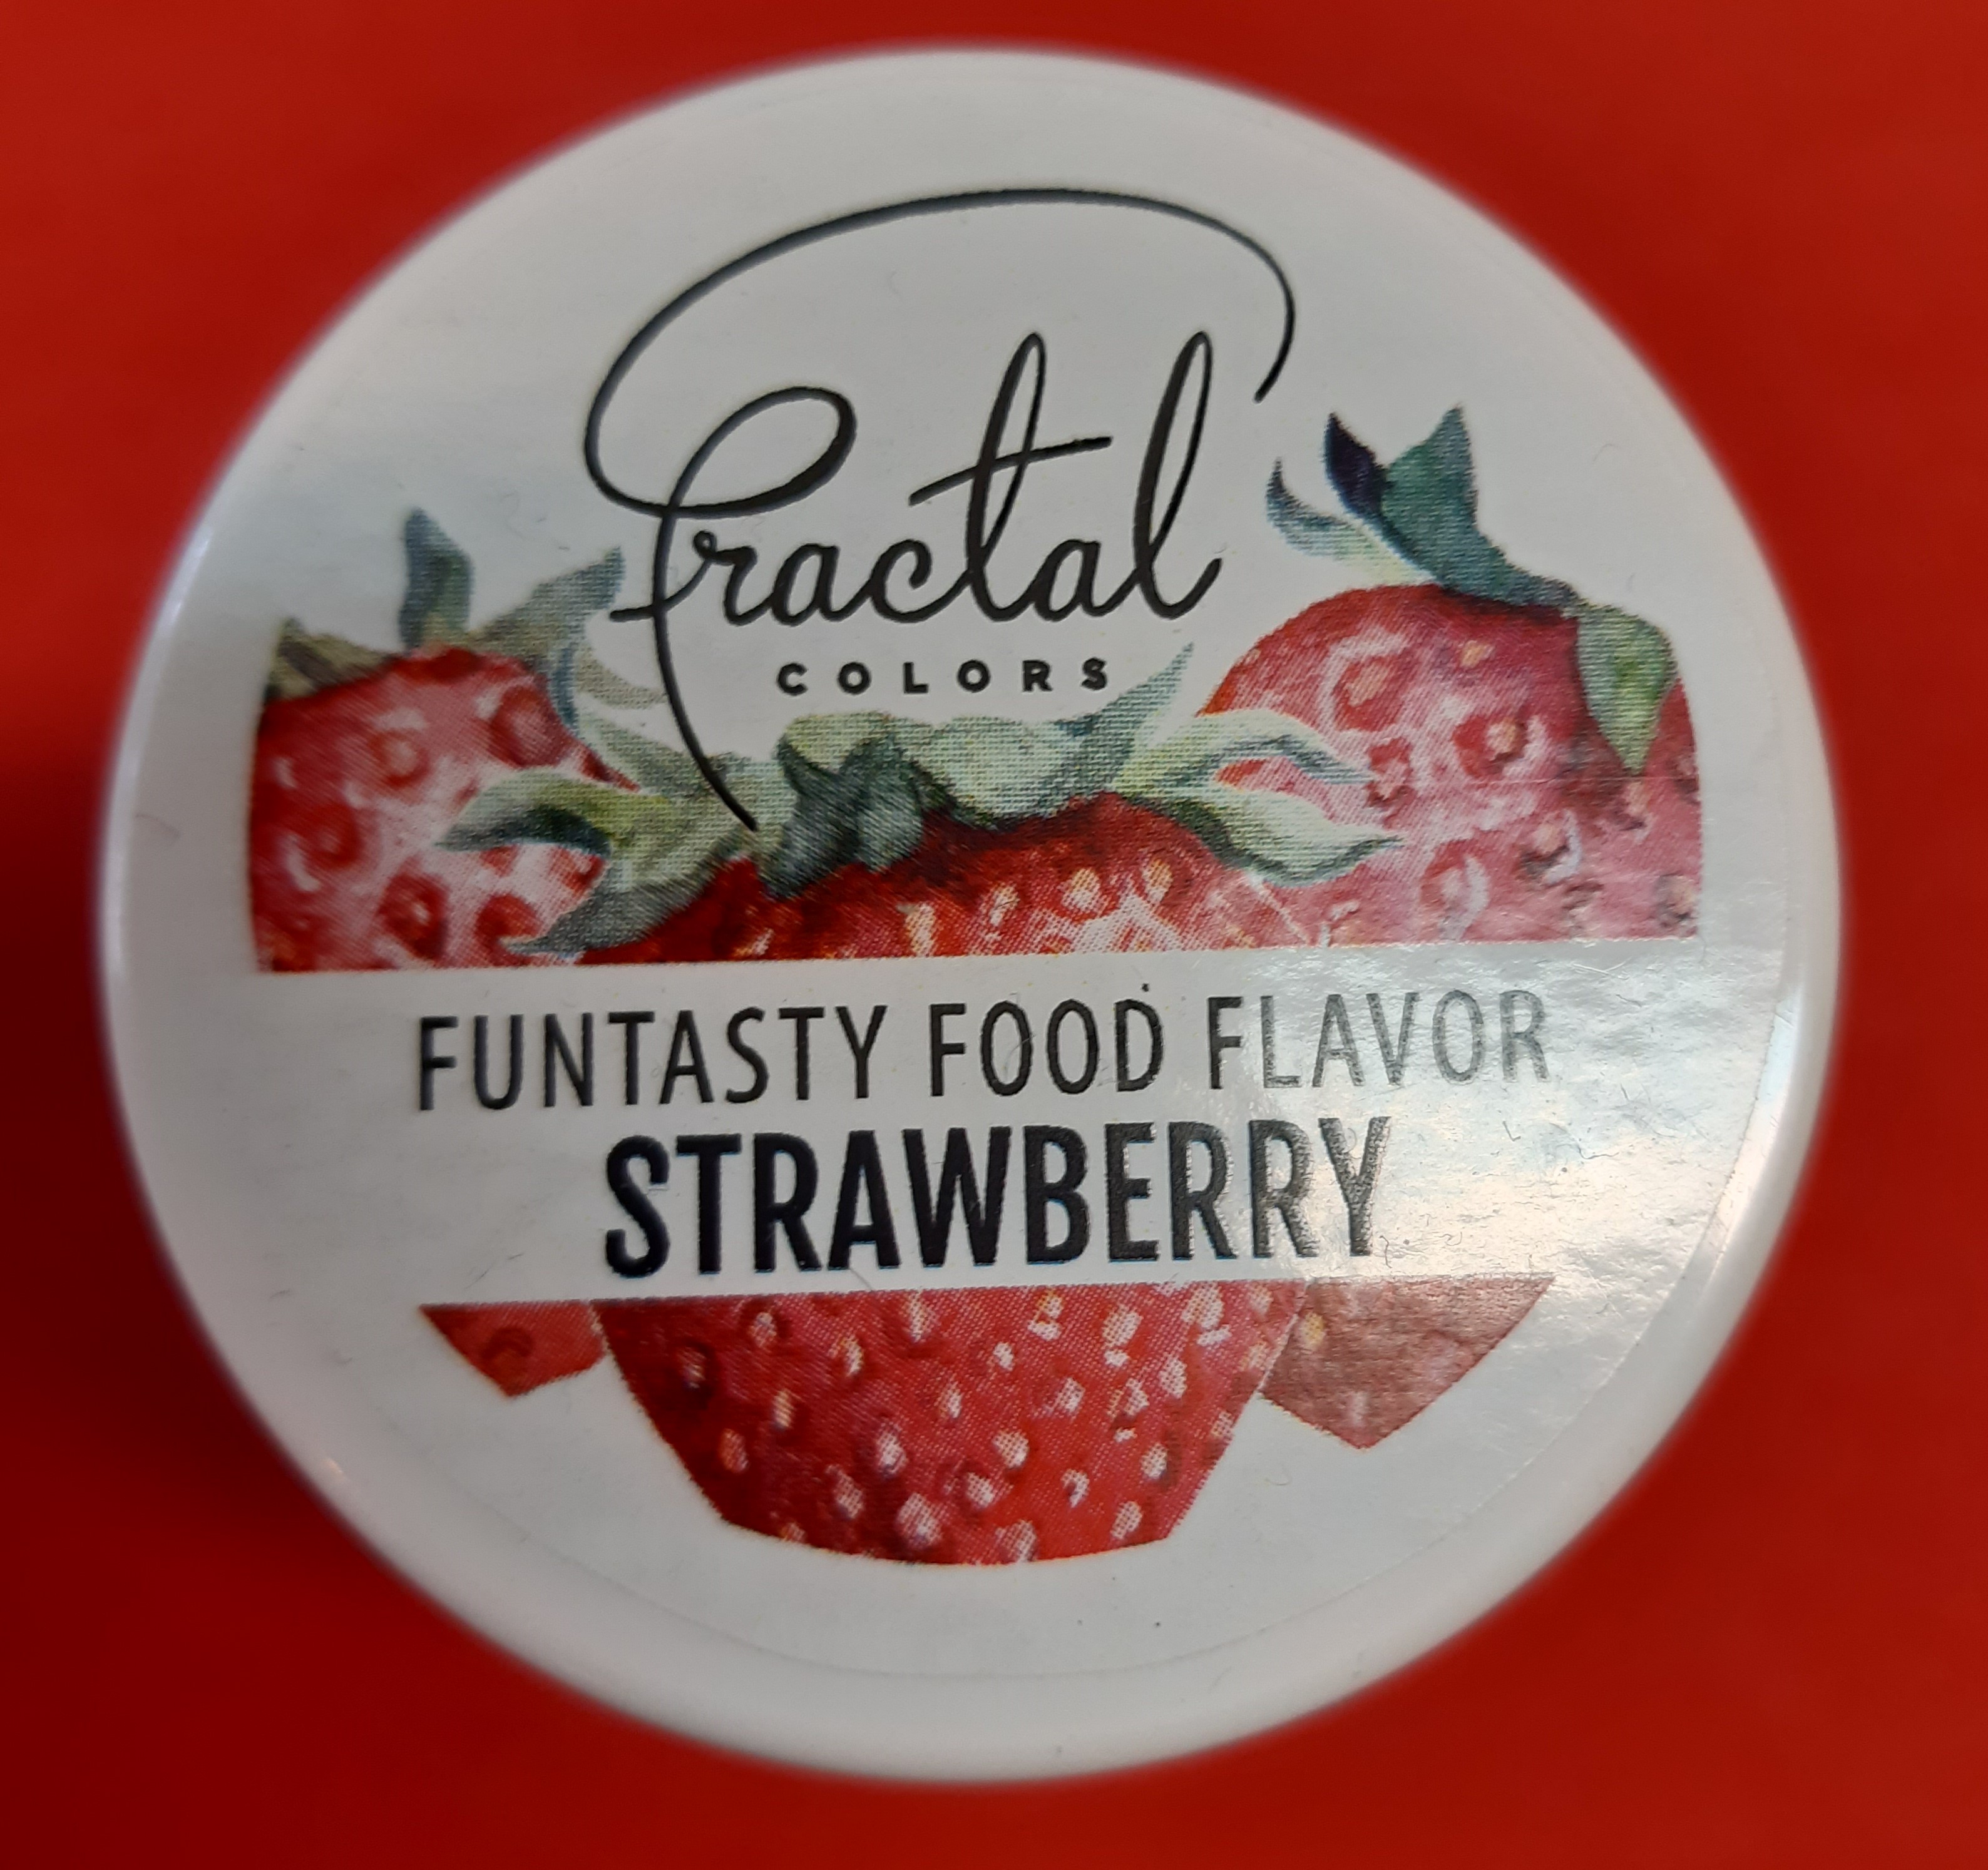 Fractal
COLORS
FUNTASTY FOOD FLAVOR
STRAWBERRY